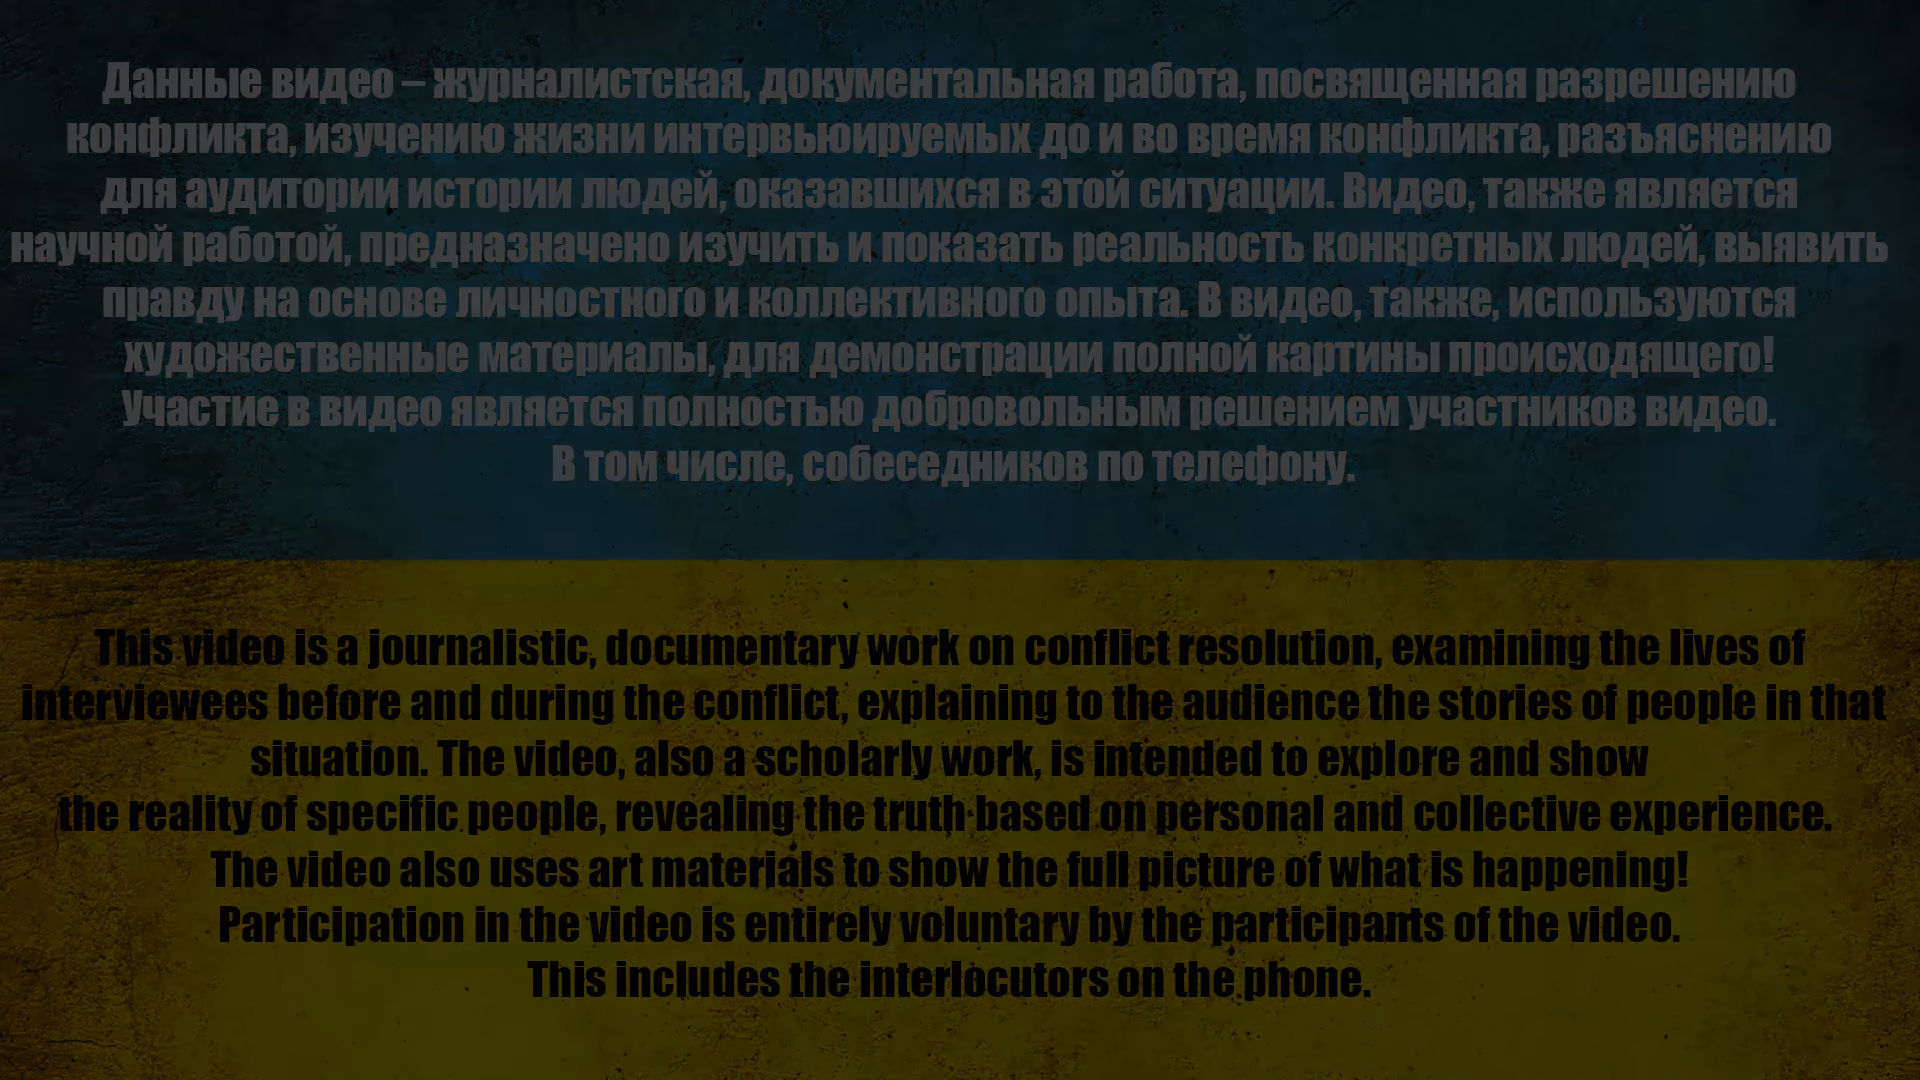 Данные видео – журналистская, документальная работа, посвященная разрешению
конфликта, изучению жизни интервьюируемых до и во время конфликта, разъяснению
для аудитории истории людей, оказавшихся в этой ситуации. Видео, также является
научной работой, предназначено изучить и показать реальность конкретных людей, выявить
правду на основе личностного и коллективного опыта. В видео, также, используются
художественные материалы, для демонстрации полной картины происходящего!
Участие в видео является полностью добровольным решением участников видео.
В том числе, собеседников по телефону.
This video is a journalistic, documentary work on conflict resolution, examining the lives of
interviewees before and during the conflict, explaining to the audience the stories of people in that
situation. The video, also a scholarly work, is intended to explore and show
the reality of specific people, revealing the truth based on personal and collective experience.
The video also uses art materials to show the full picture of what is happening!
Participation in the video is entirely voluntary by the participants of the video.
This includes the interlocutors on the phone.